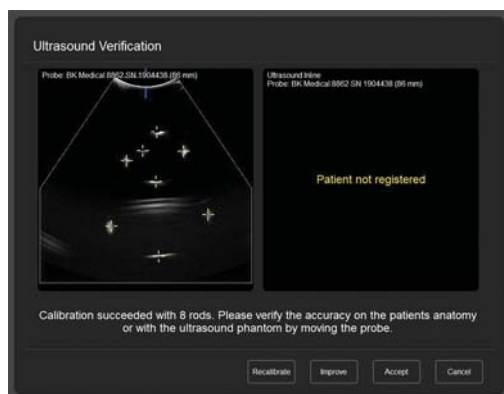 Ultrasound Verification
Probe: BK Medical 8862 SN 1904438 (86 mm)
Ultrasound Inline
Probe: BK Medical 8862 SN 1904438 (86 mm)
Patient not registered
Calibration succeeded with 8 rods. Please verify the accuracy on the patients anatomy
or with the ultrasound phantom by moving the probe.
Recalibrate Improve Accept Cancel